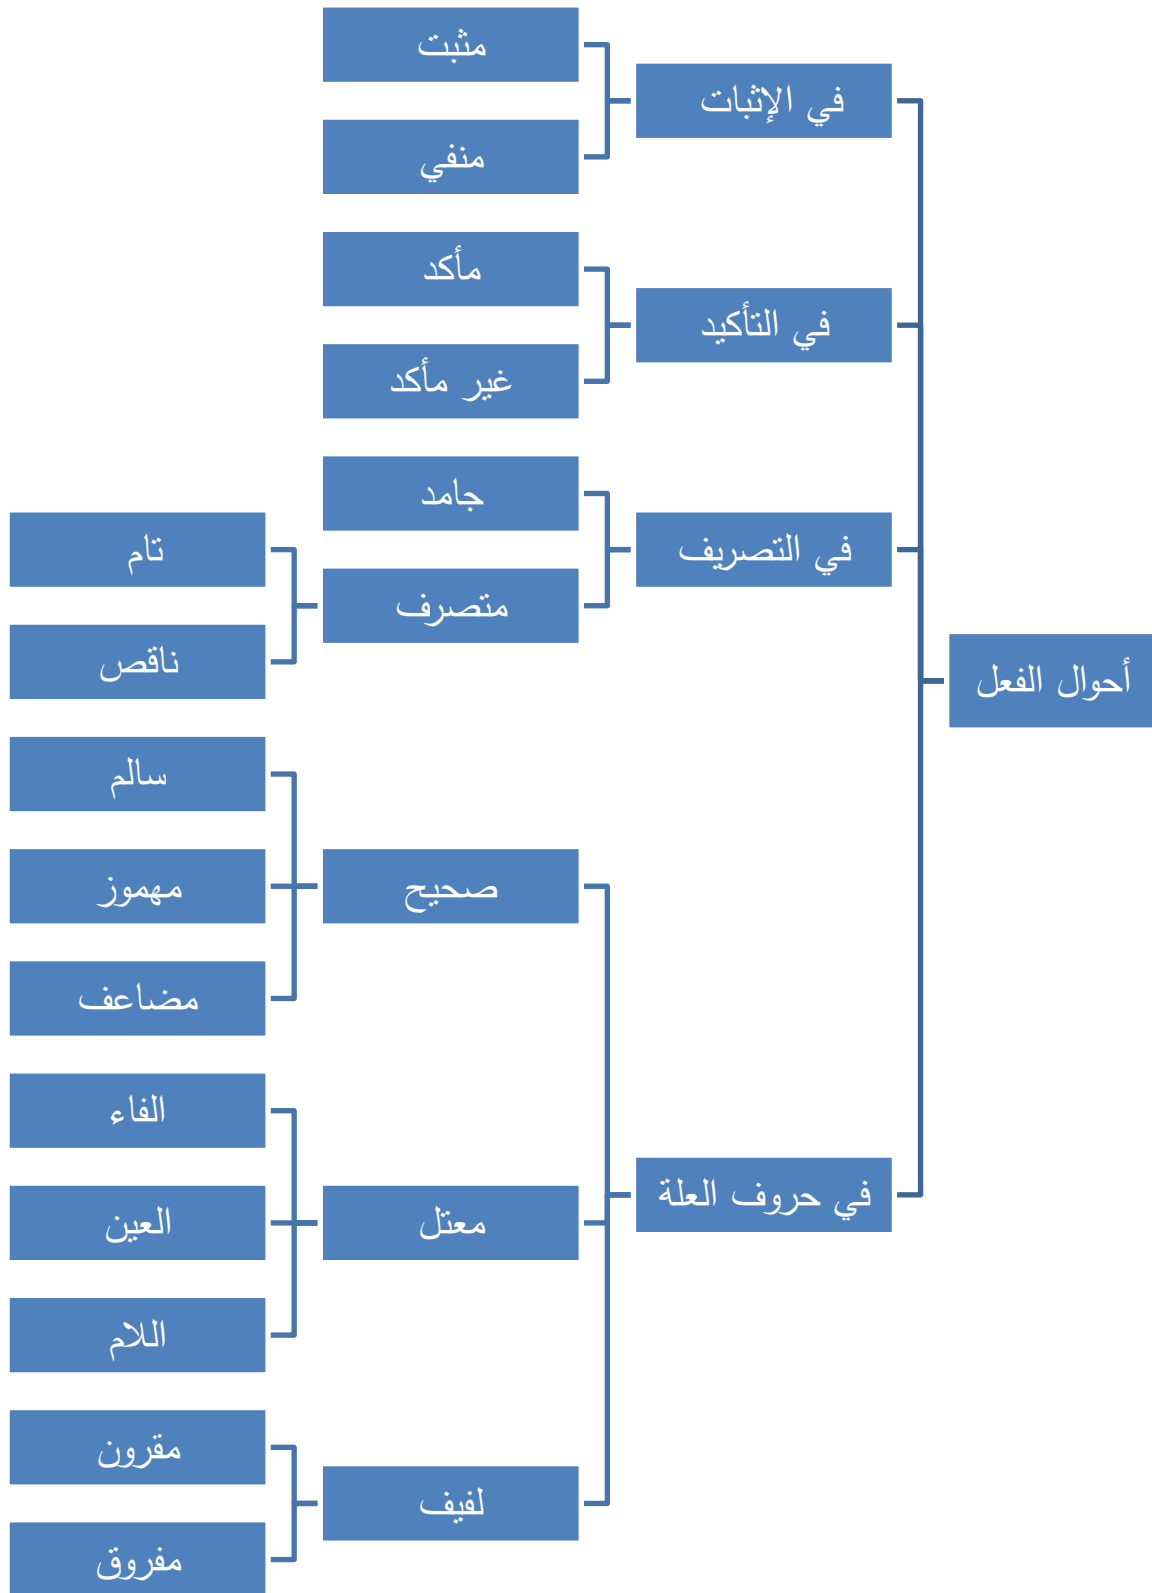 أحوال الفعل
في الإثبات
مثبت
منفي
في التأكيد
مأكد
غير مأكد
في التصريف
جامد
متصرف
تام
ناقص
في حروف العلة
صحيح
سالم
مهموز
مضاعف
معتل
الفاء
العين
اللام
لفيف
مقرون
مفروق